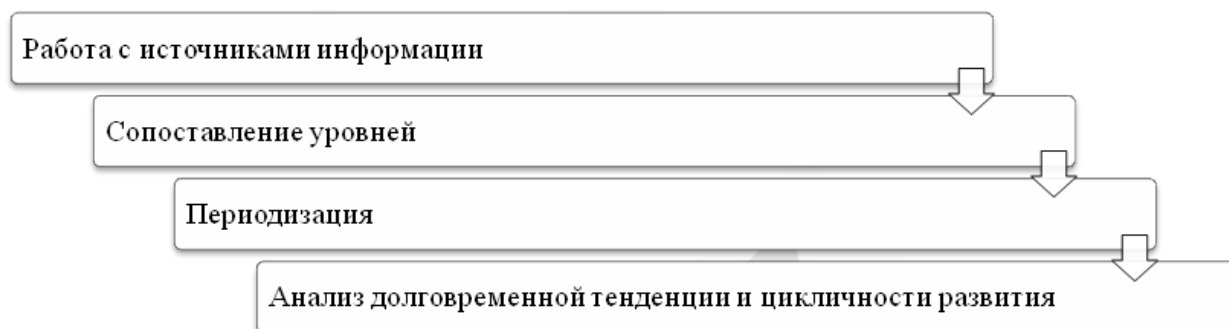 Работа с источниками информации
Сопоставление уровней
Периодизация
Анализ долговременной тенденции и цикличности развития